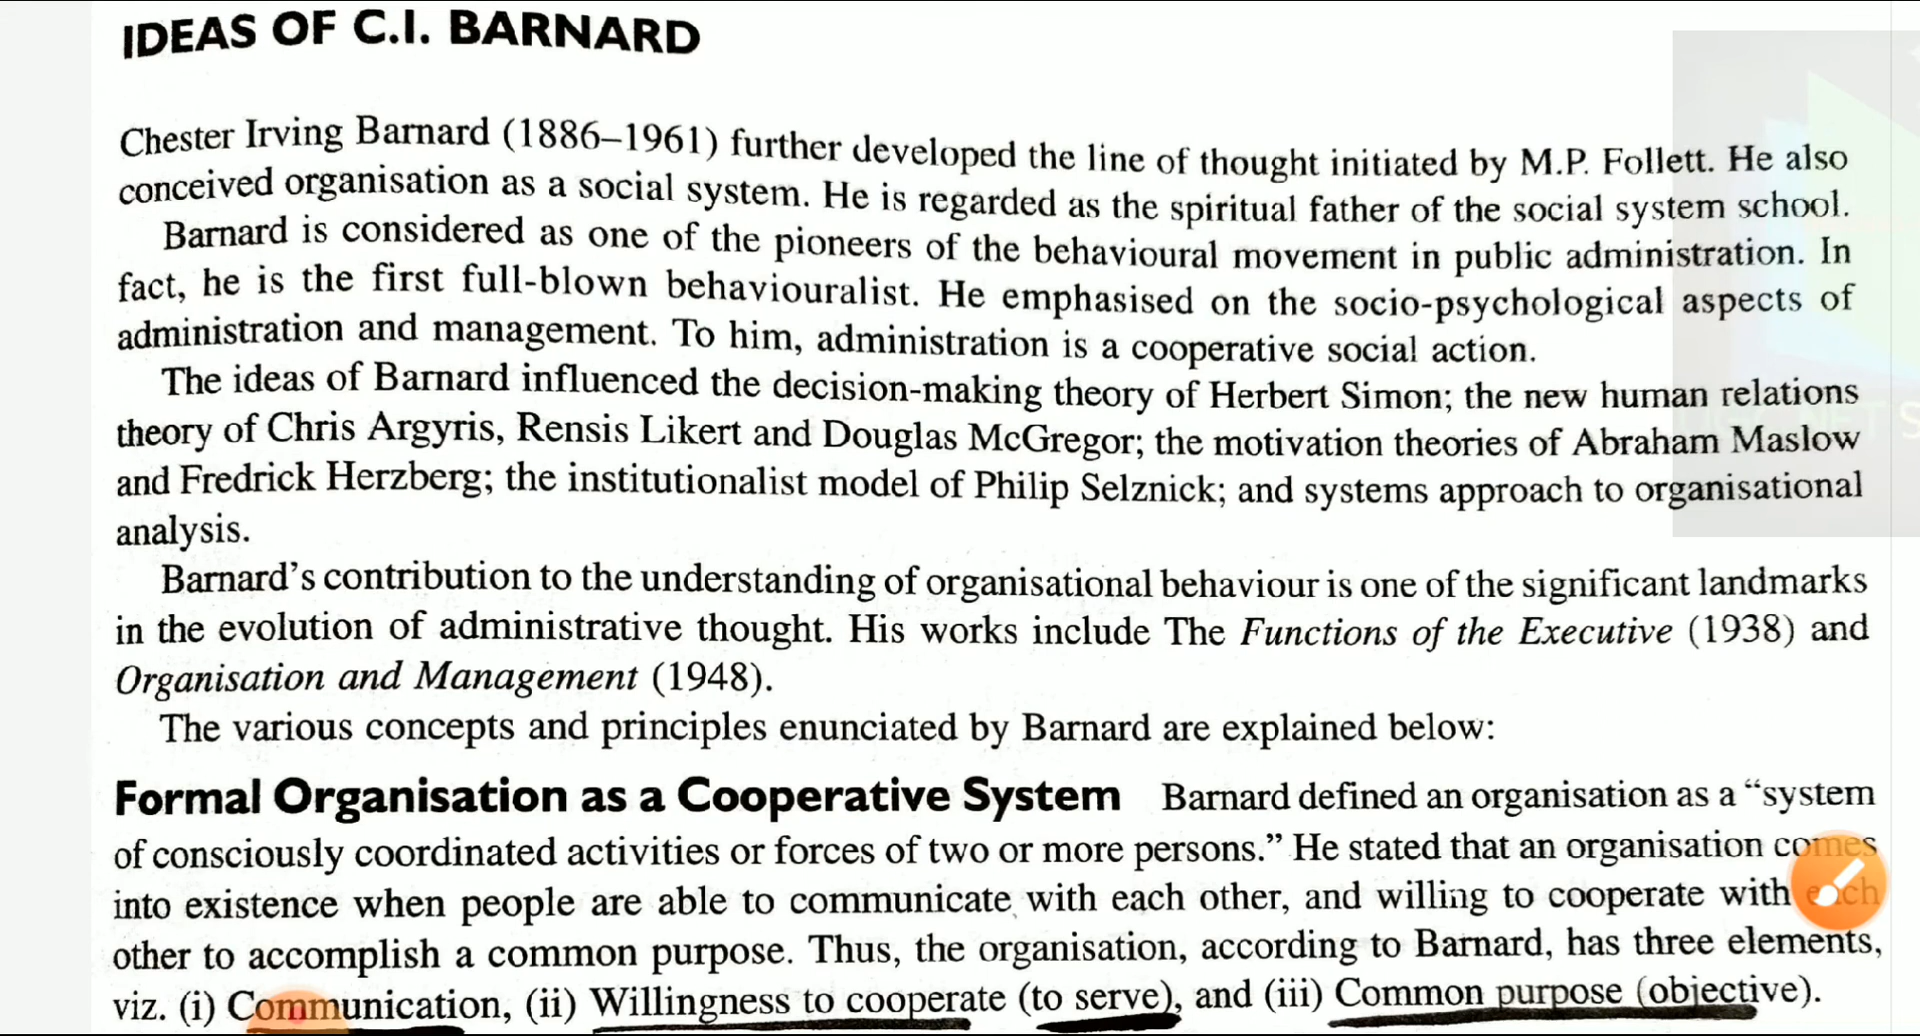 IDEAS OF C.I. BARNARD
Chester Irving Barnard (1886–1961) further developed the line of thought initiated by M.P. Follett. He also
conceived organisation as a social system. He is regarded as the spiritual father of the social system school.
Barnard is considered as one of the pioneers of the behavioural movement in public administration. In
fact, he is the first full-blown behaviouralist. He emphasised on the socio-psychological aspects of
administration and management. To him, administration is a cooperative social action.
The ideas of Barnard influenced the decision-making theory of Herbert Simon; the new human relations
theory of Chris Argyris, Rensis Likert and Douglas McGregor; the motivation theories of Abraham Maslow
and Fredrick Herzberg; the institutionalist model of Philip Selznick; and systems approach to organisational
analysis.
Barnard's contribution to the understanding of organisational behaviour is one of the significant landmarks
in the evolution of administrative thought. His works include The Functions of the Executive (1938) and
Organisation and Management (1948).
The various concepts and principles enunciated by Barnard are explained below:
Formal Organisation as a Cooperative System Barnard defined an organisation as a “system
of consciously coordinated activities or forces of two or more persons.” He stated that an organisation comes
into existence when people are able to communicate with each other, and willing to cooperate with each
other to accomplish a common purpose. Thus, the organisation, according to Barnard, has three elements,
viz. (i) Communication, (ii) Willingness to cooperate (to serve), and (iii) Common purpose (objective).